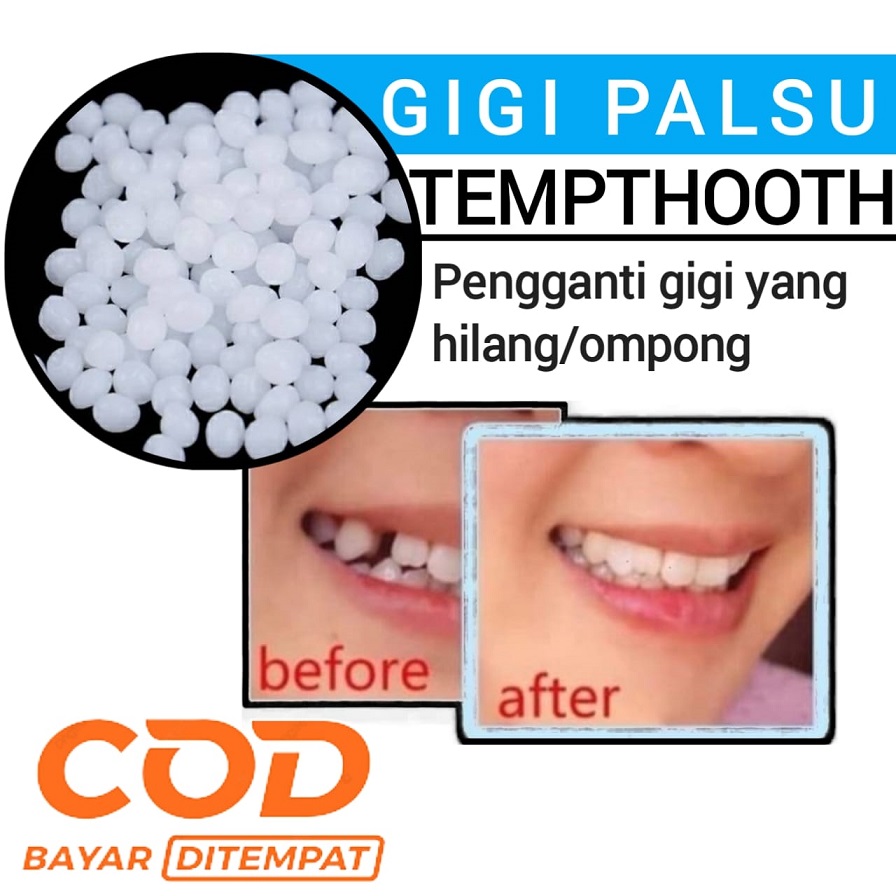 GIGI PALSU
TEMPTHOOTH
Pengganti gigi yang
hilang/ompong
before
after
COD
BAYAR DITEMPAT